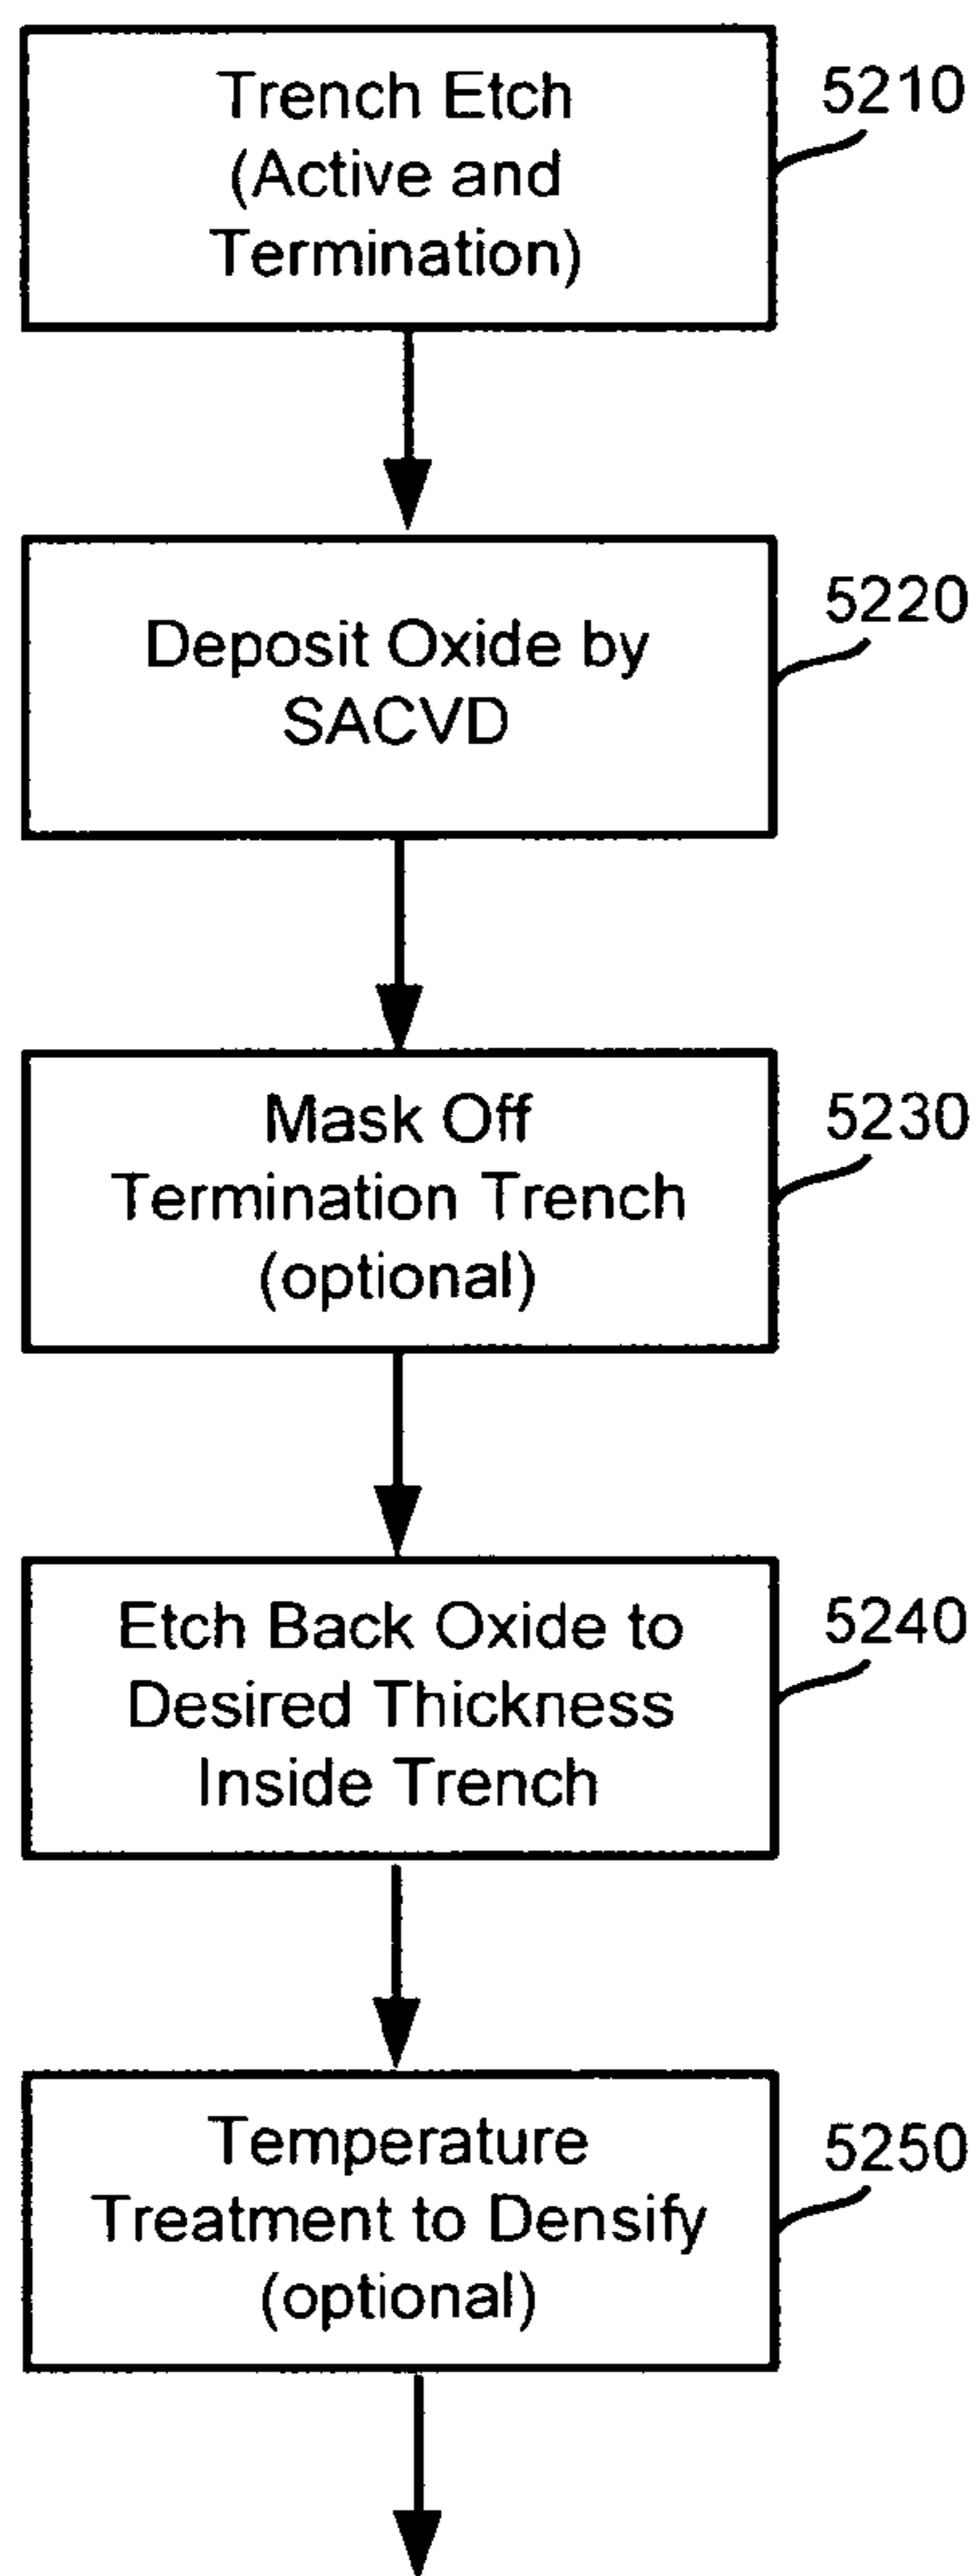 Trench Etch
(Active and
Termination)
5210
Deposit Oxide by
SACVD
5220
Mask Off
Termination Trench
(optional)
5230
Etch Back Oxide to
Desired Thickness
Inside Trench
5240
Temperature
Treatment to Densify
(optional)
5250